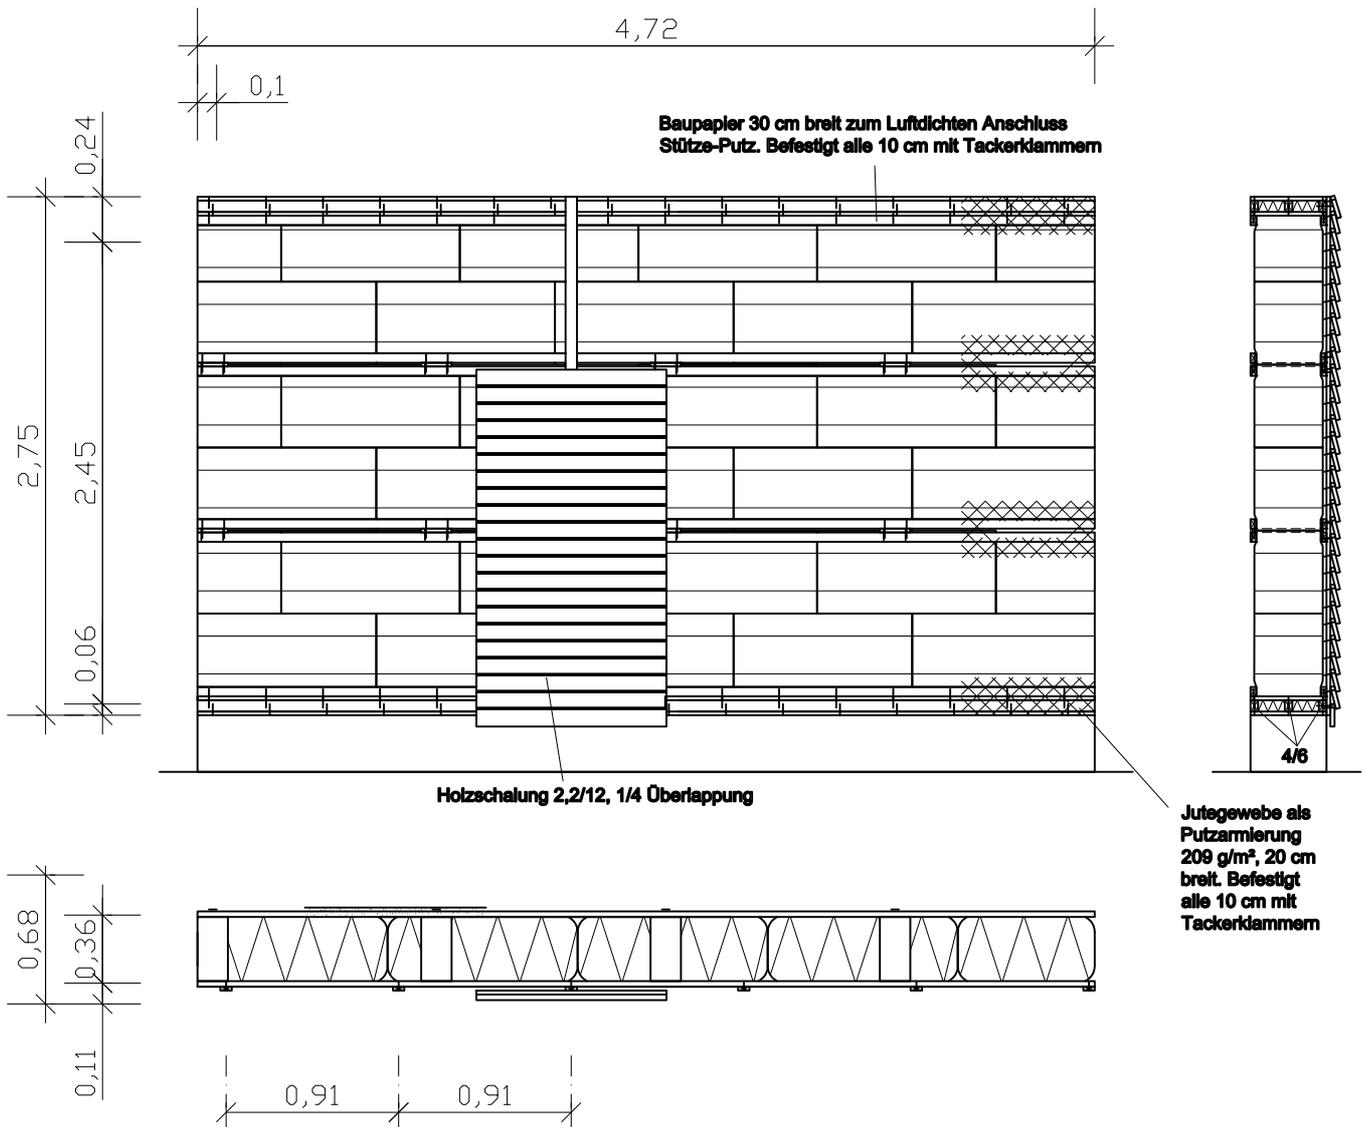 4,72
0,1
Baupapier 30 cm breit zum Luftdichten Anschluss
Stütze-Putz. Befestigt alle 10 cm mit Tackerklammern
0,24
2,75
2,45
0,06
4/6
Holzschalung 2,2/12, 1/4 Überlappung
Jutegewebe als
Putzarmierung
209 g/m², 20 cm
breit. Befestigt
alle 10 cm mit
Tackerklammern
0,68
0,36
0,11
0,91
0,91